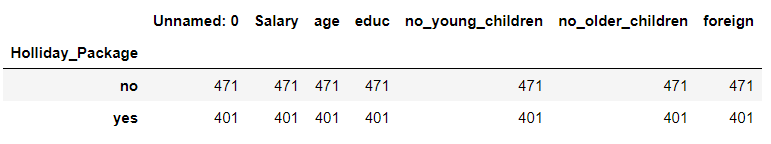 Unnamed: 0 Salary age educ no_young_children no_older_children foreign
Holliday_Package
no 471 471 471 471 471 471 471
yes 401 401 401 401 401 401 401